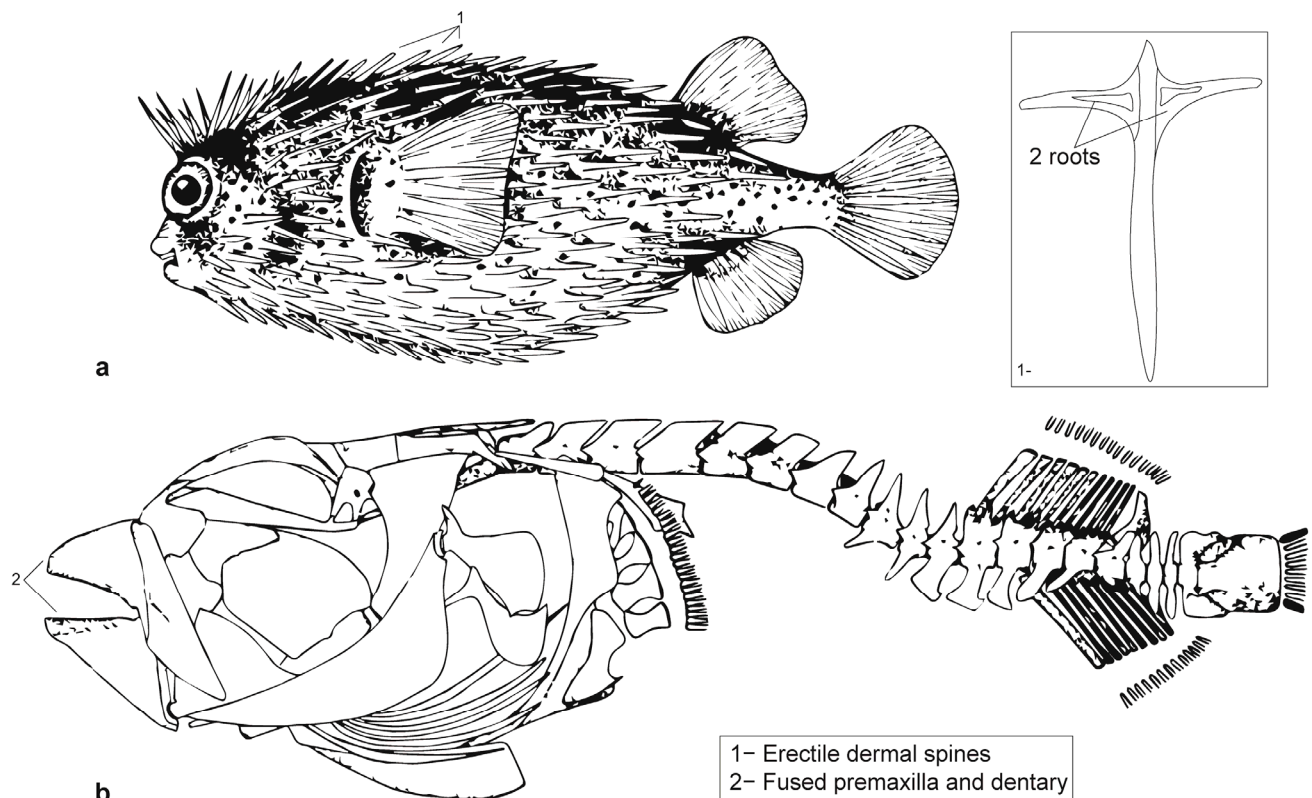 1
2 roots
1-
a
2
1− Erectile dermal spines
2− Fused premaxilla and dentary
b